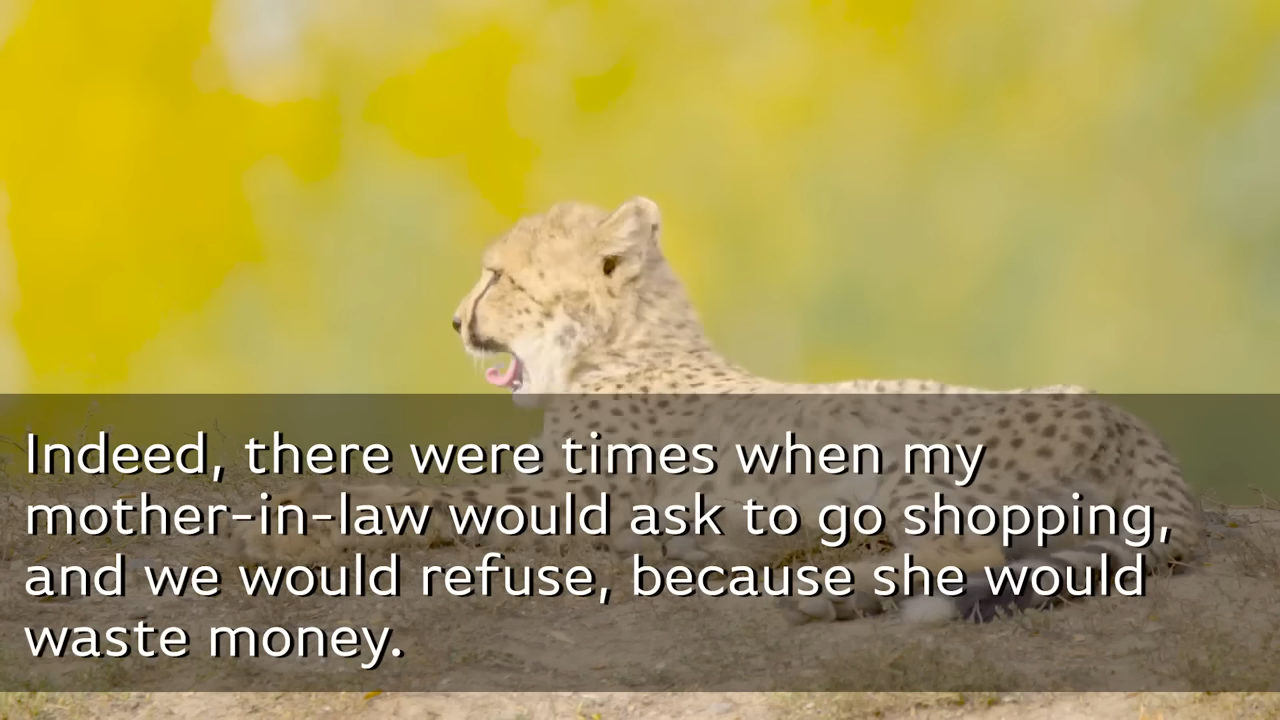 Indeed, there were times when my
mother-in-law would ask to go shopping,
and we would refuse, because she would
waste money.